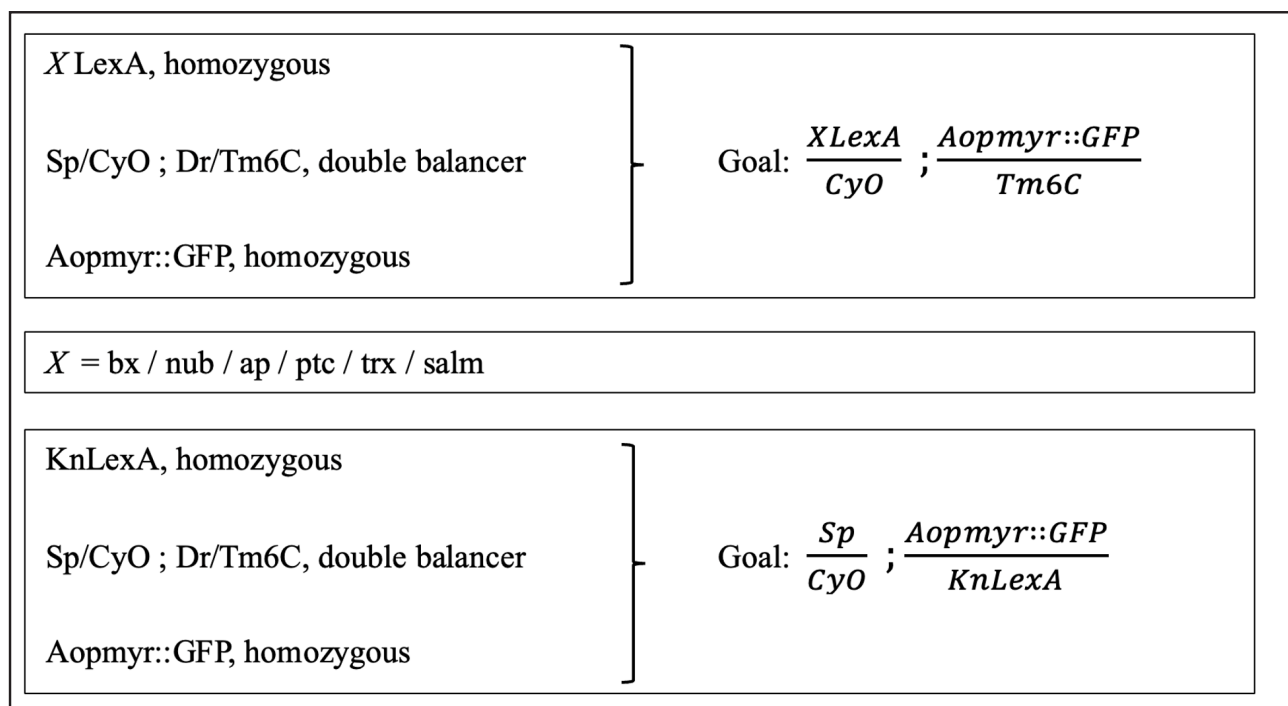 X LexA, homozygous
Sp/CyO ; Dr/Tm6C, double balancer
Aopmyr::GFP, homozygous
Goal: XLexA/CyO ; Aopmyr::GFP/Tm6C
X = bx / nub / ap / ptc / trx / salm
KnLexA, homozygous
Sp/CyO ; Dr/Tm6C, double balancer
Aopmyr::GFP, homozygous
Goal: Sp/CyO ; Aopmyr::GFP/KnLexA